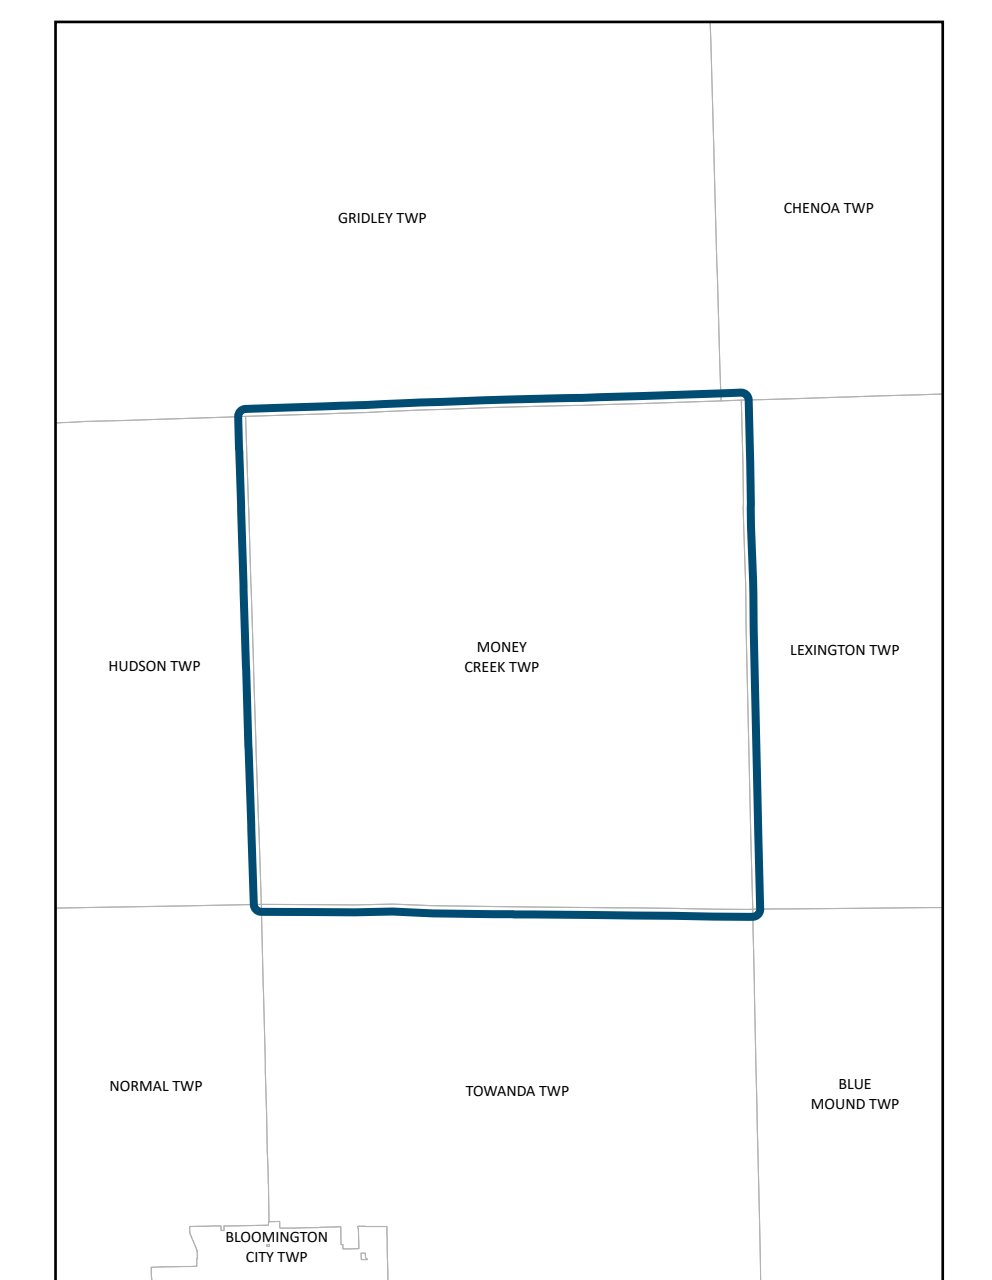 GRIDLEY TWP
CHENOA TWP
HUDSON TWP
MONEY
CREEK TWP
LEXINGTON TWP
NORMAL TWP
TOWANDA TWP
BLUE
MOUND TWP
BLOOMINGTON
CITY TWP